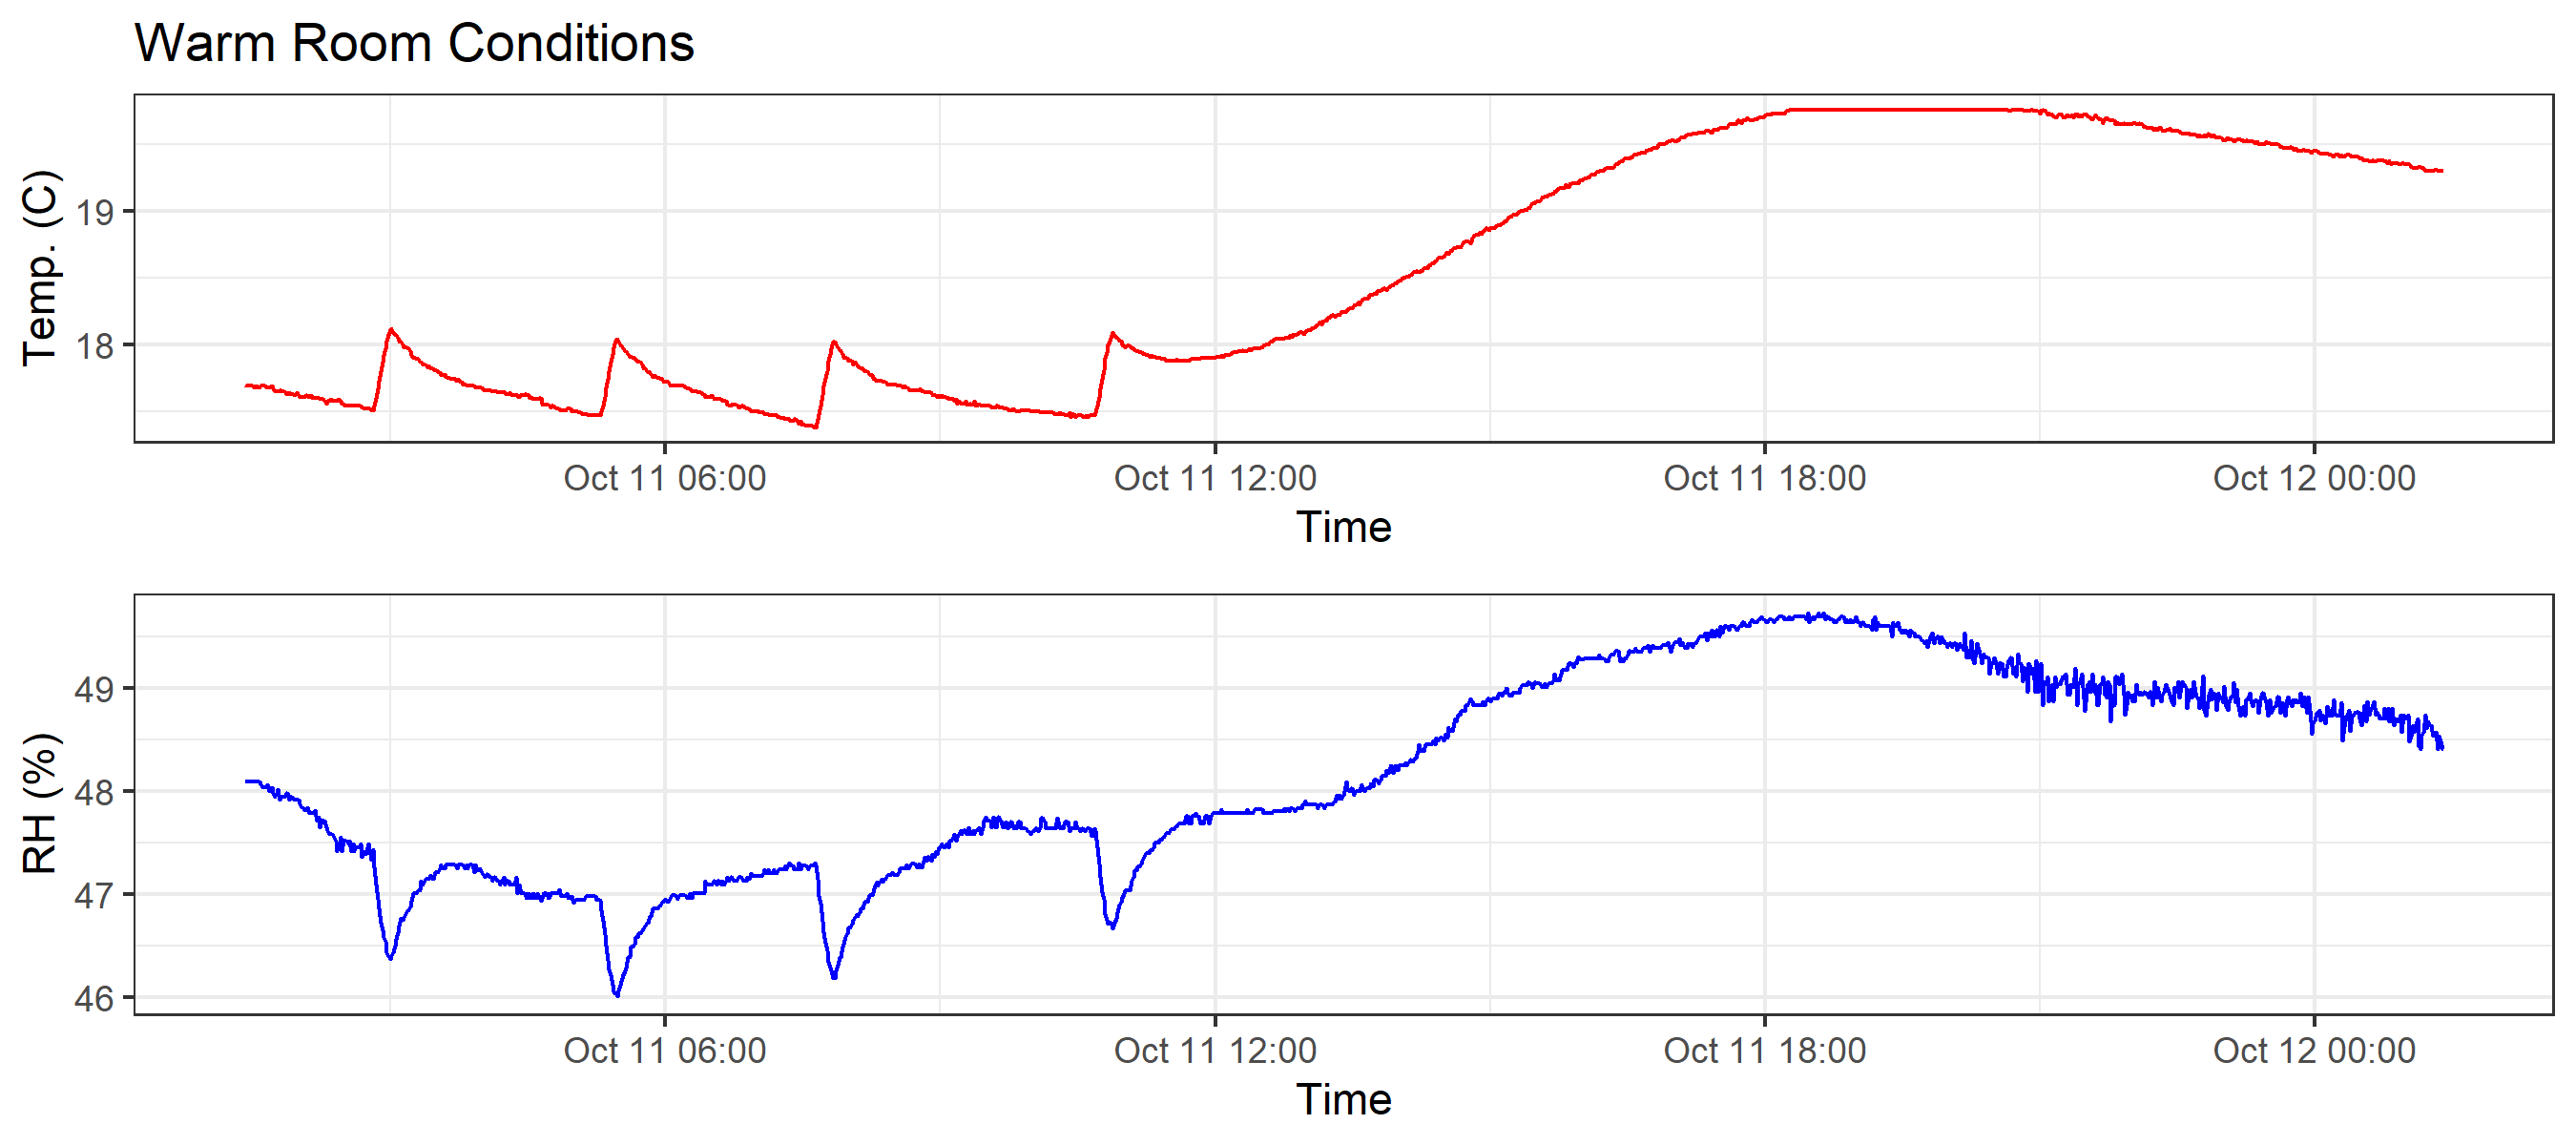 Warm Room Conditions
Temp. (C)
19
18
Oct 11 06:00 Oct 11 12:00 Oct 11 18:00 Oct 12 00:00
Time
RH (%)
49
48
47
46
Oct 11 06:00 Oct 11 12:00 Oct 11 18:00 Oct 12 00:00
Time